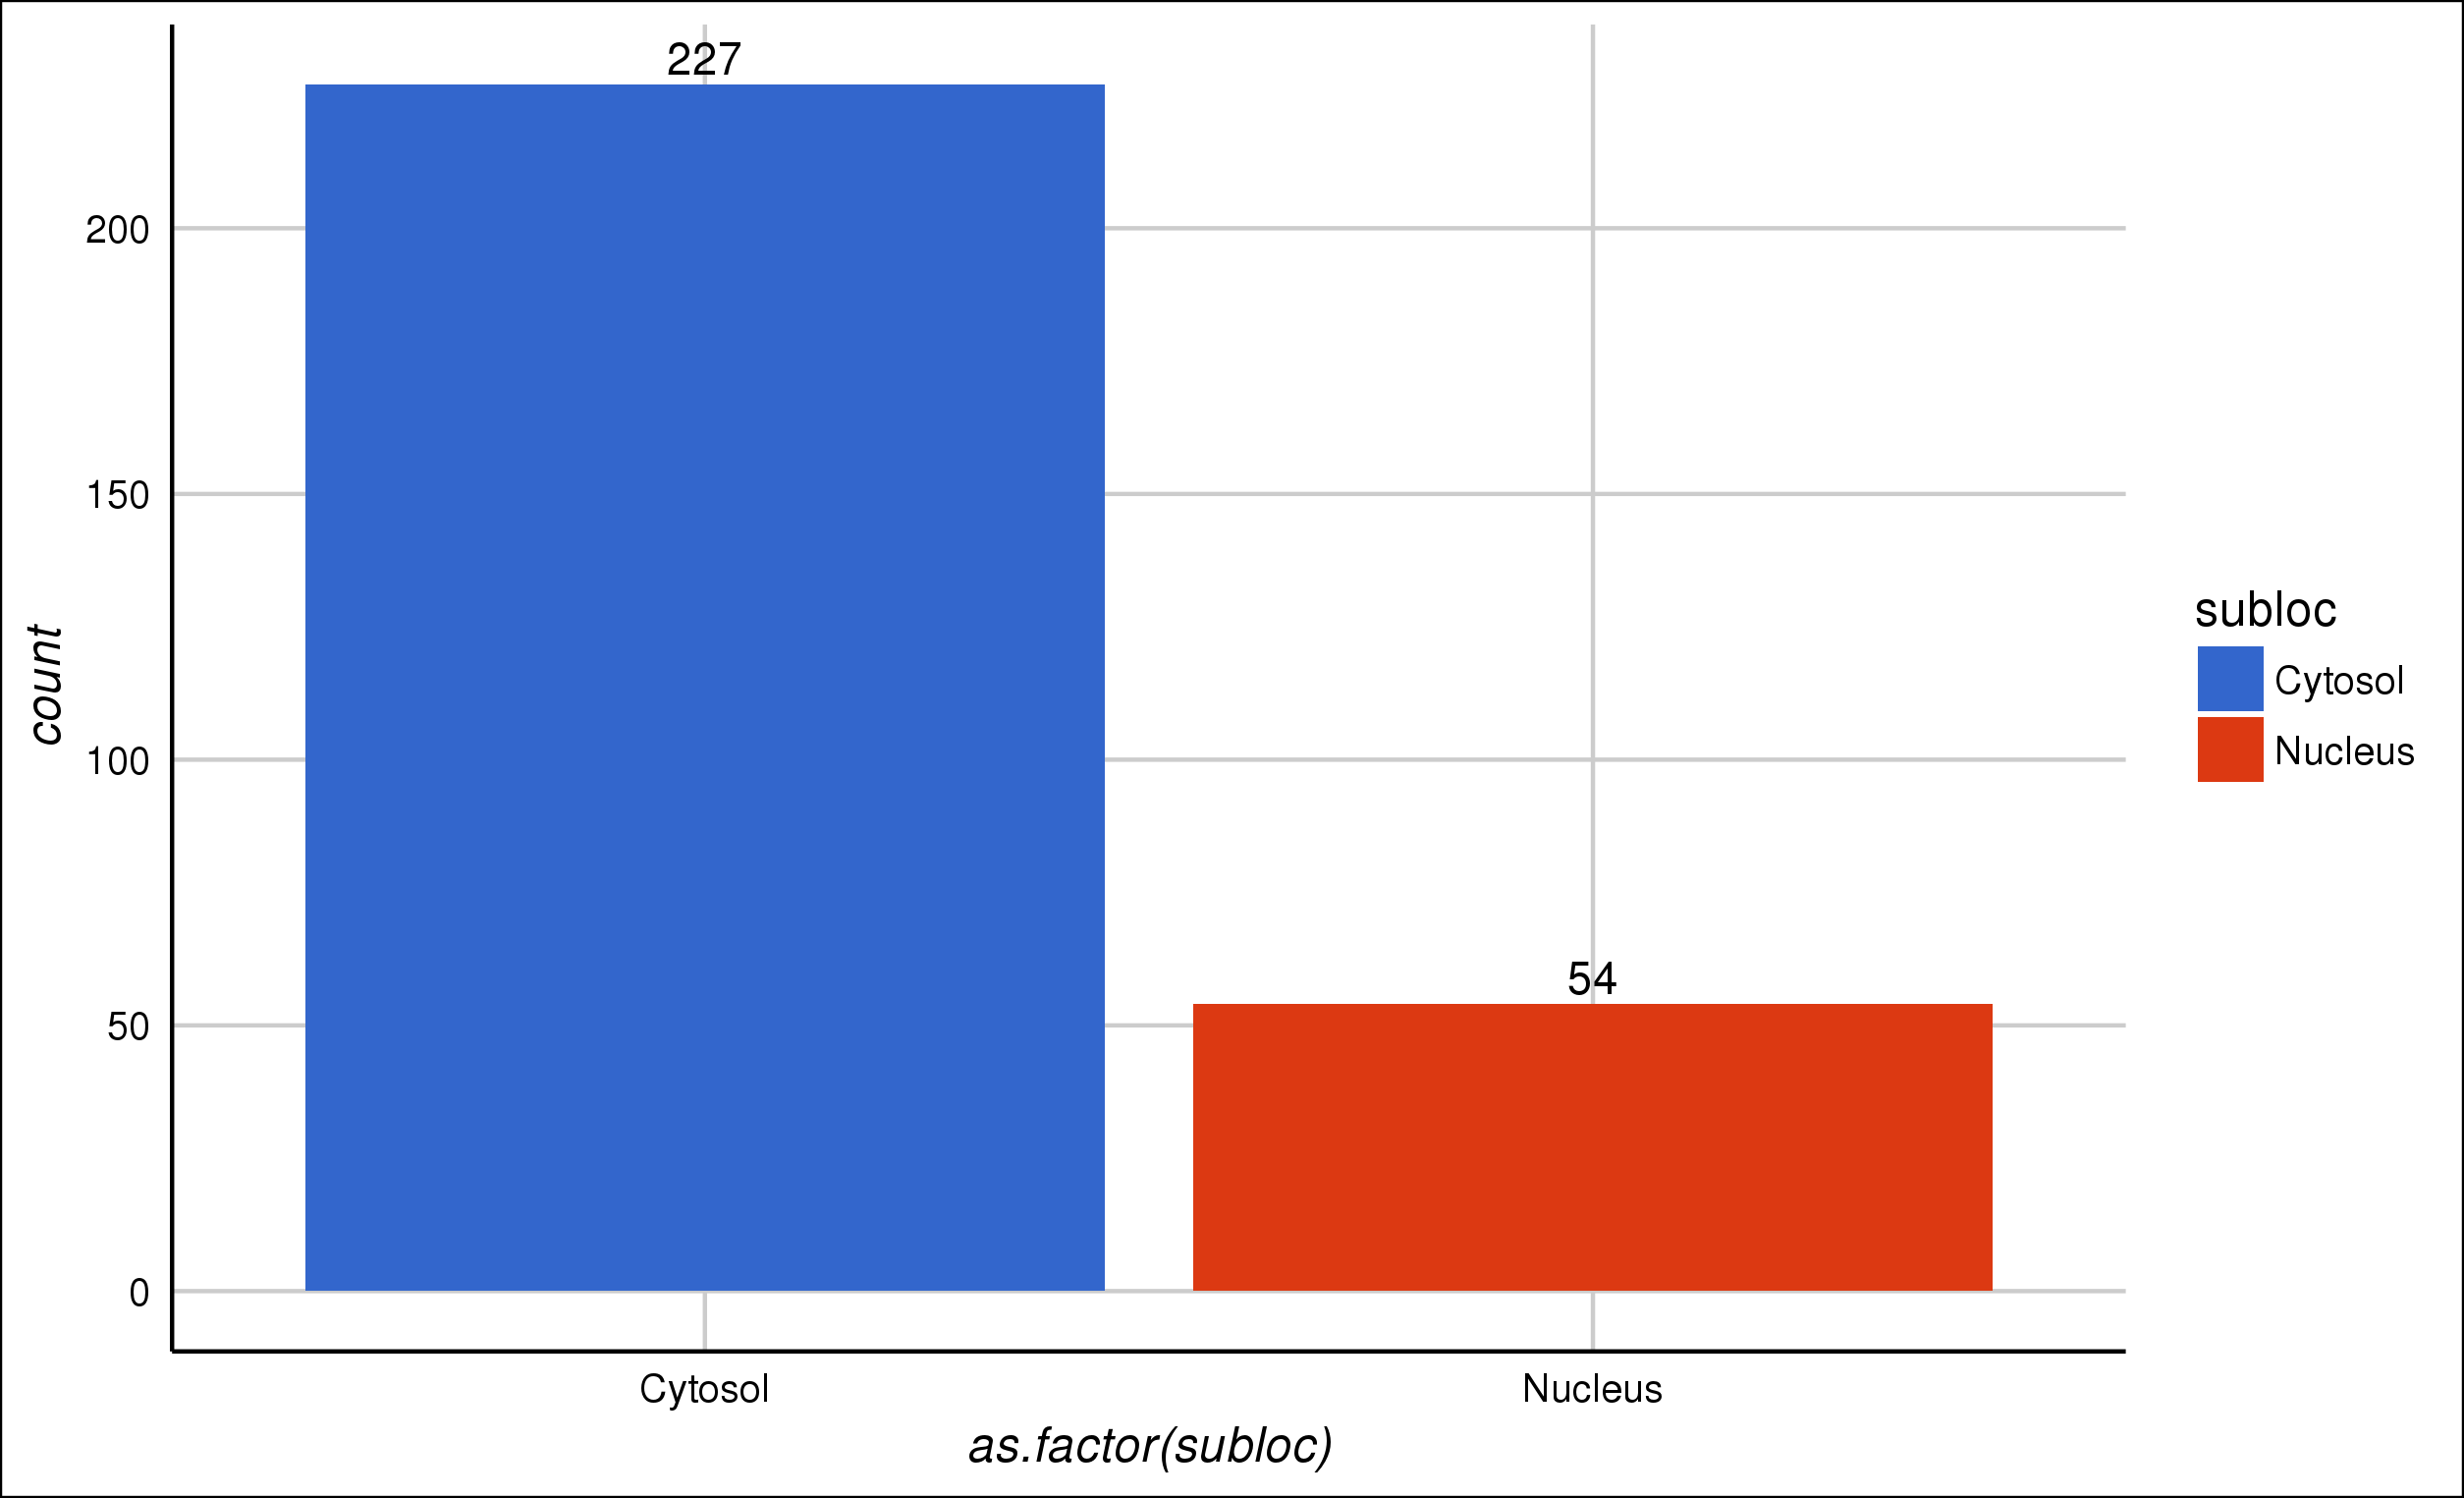 227
200
150
100
50
0
54
count
Cytosol
Nucleus
as.factor(subloc)
subloc
Cytosol
Nucleus